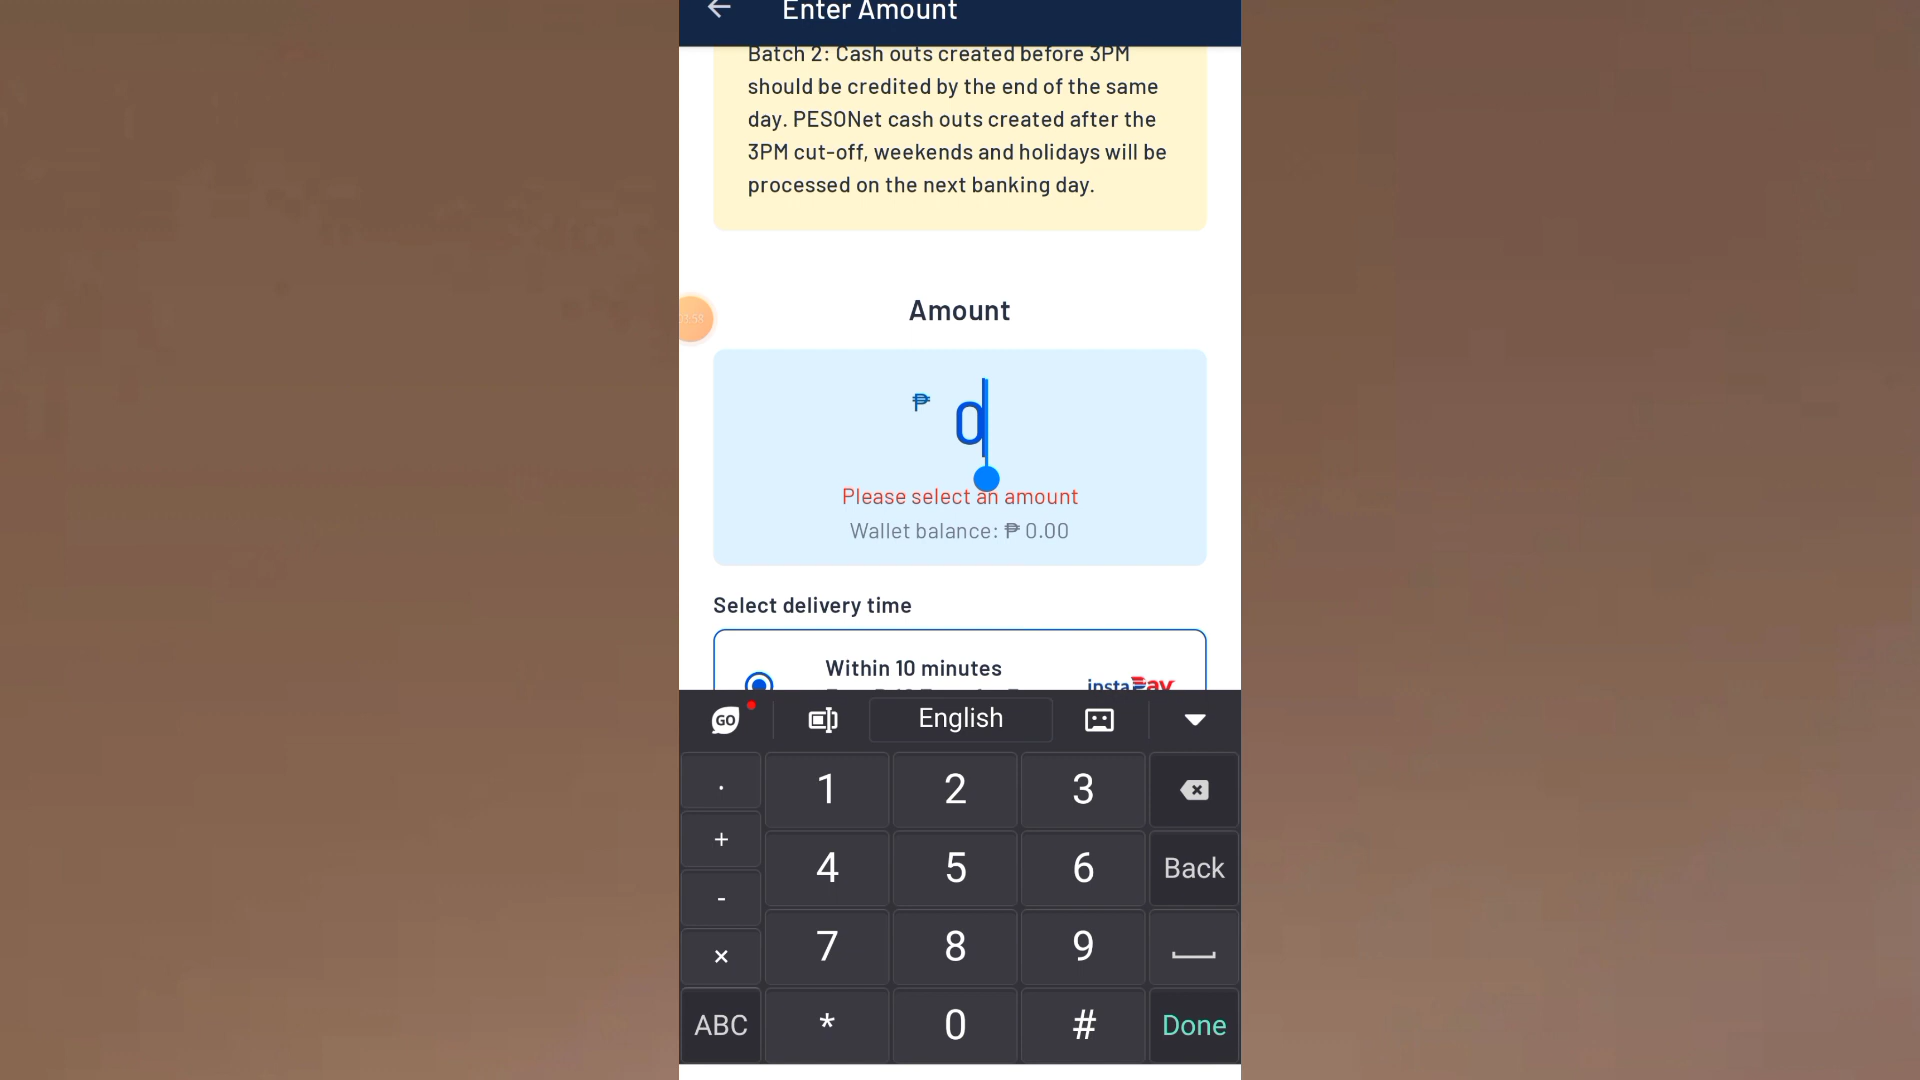 Enter Amount
Batch 2: Cash outs created before 3PM
should be credited by the end of the same
day. PESONet cash outs created after the
3PM cut-off, weekends and holidays will be
processed on the next banking day.
Amount
₱ 0
Please select an amount
Wallet balance: ₱ 0.00
Select delivery time
Within 10 minutes
instaPay
GO
English
. 1 2 3
+
4 5 6 Back
-
7 8 9
×
ABC * 0 # Done